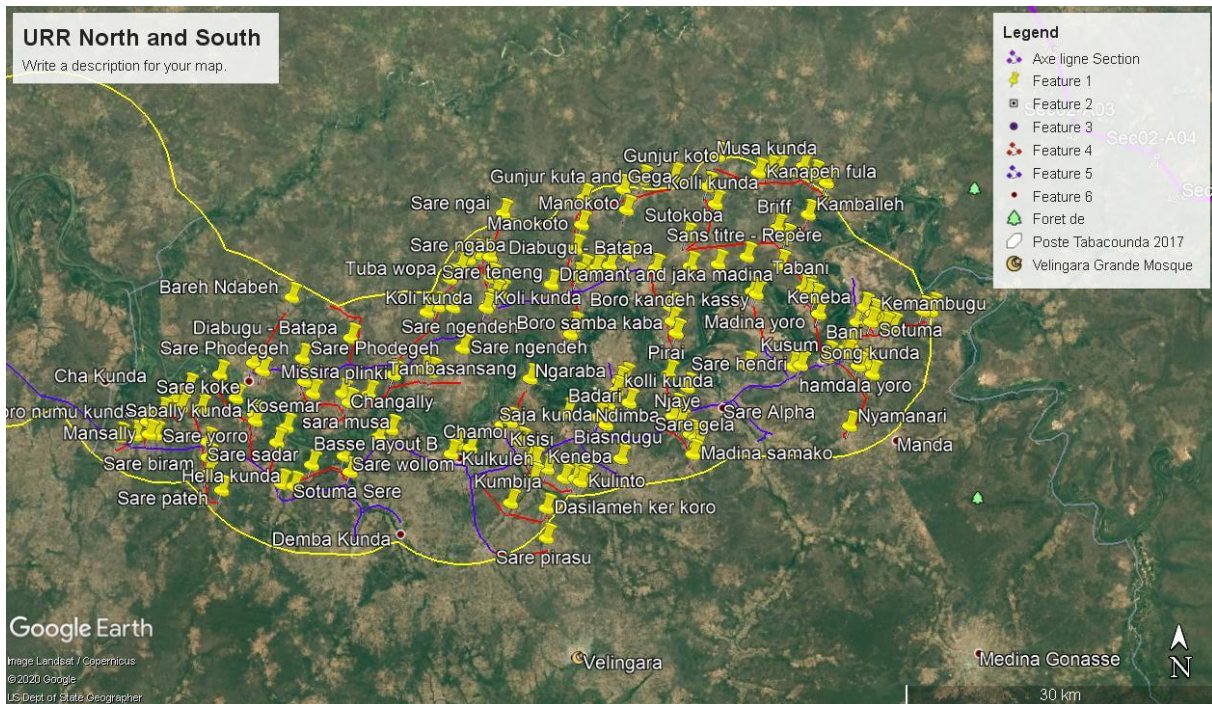 URR North and South
Write a description for your map.
Legend
Axe ligne Section
Feature 1
Feature 2
Feature 3
Feature 4
Feature 5
Feature 6
Foret de
Poste Tabacounda 2017
Velingara Grande Mosque
Sec02-A03
Sec02-A04
Sec
Musa kunda
Gunjur koto
Kanapeh fula
Gunjur kuta and Gega
Kolli kunda
Sare ngai
Manokoto
Briff
Kamballeh
Sutokoba
Manokoto
Sans titre - Repère
Sare ngaba
Diabugu - Batapa
Tuba wopa
Sare teneng
Dramant and jaka madina
Tabani
Bareh Ndabeh
Koli kunda
Koli kunda
Boro kandeh kassy
Keneba
Kemambugu
Diabugu - Batapa
Sare ngendeh
Boro samba kaba
Madina yoro
Bani
Sotuma
Sare Phodegeh
Sare Phodegeh
Sare ngendeh
Pirai
Kusum
Song kunda
Cha Kunda
Missira plinki
Tambasansang
Ngaraba
kolli kunda
Sare hendri
hamdala yoro
Sare koke
Changally
Badari
Njaye
oro numu kund
Sabally kunda
Kosemar
Saja kunda
Ndimba
Sare Alpha
Nyamanari
Mansally
Sare yorro
sara musa
Chamoi
Kisisi
Sare gela
Sare sadar
Basse layout B
Biasndugu
Manda
Sare biram
Sare wollom
Kulkuleh
Keneba
Madina samako
Hella kunda
Kumbija
Kulinto
Sare pateh
Sotuma Sere
Dasilameh ker koro
Demba Kunda
Sare pirasu
Velingara
Medina Gonasse
Google Earth
Image Landsat / Copernicus
©2020 Google
US Dept of State Geographer
N
30 km